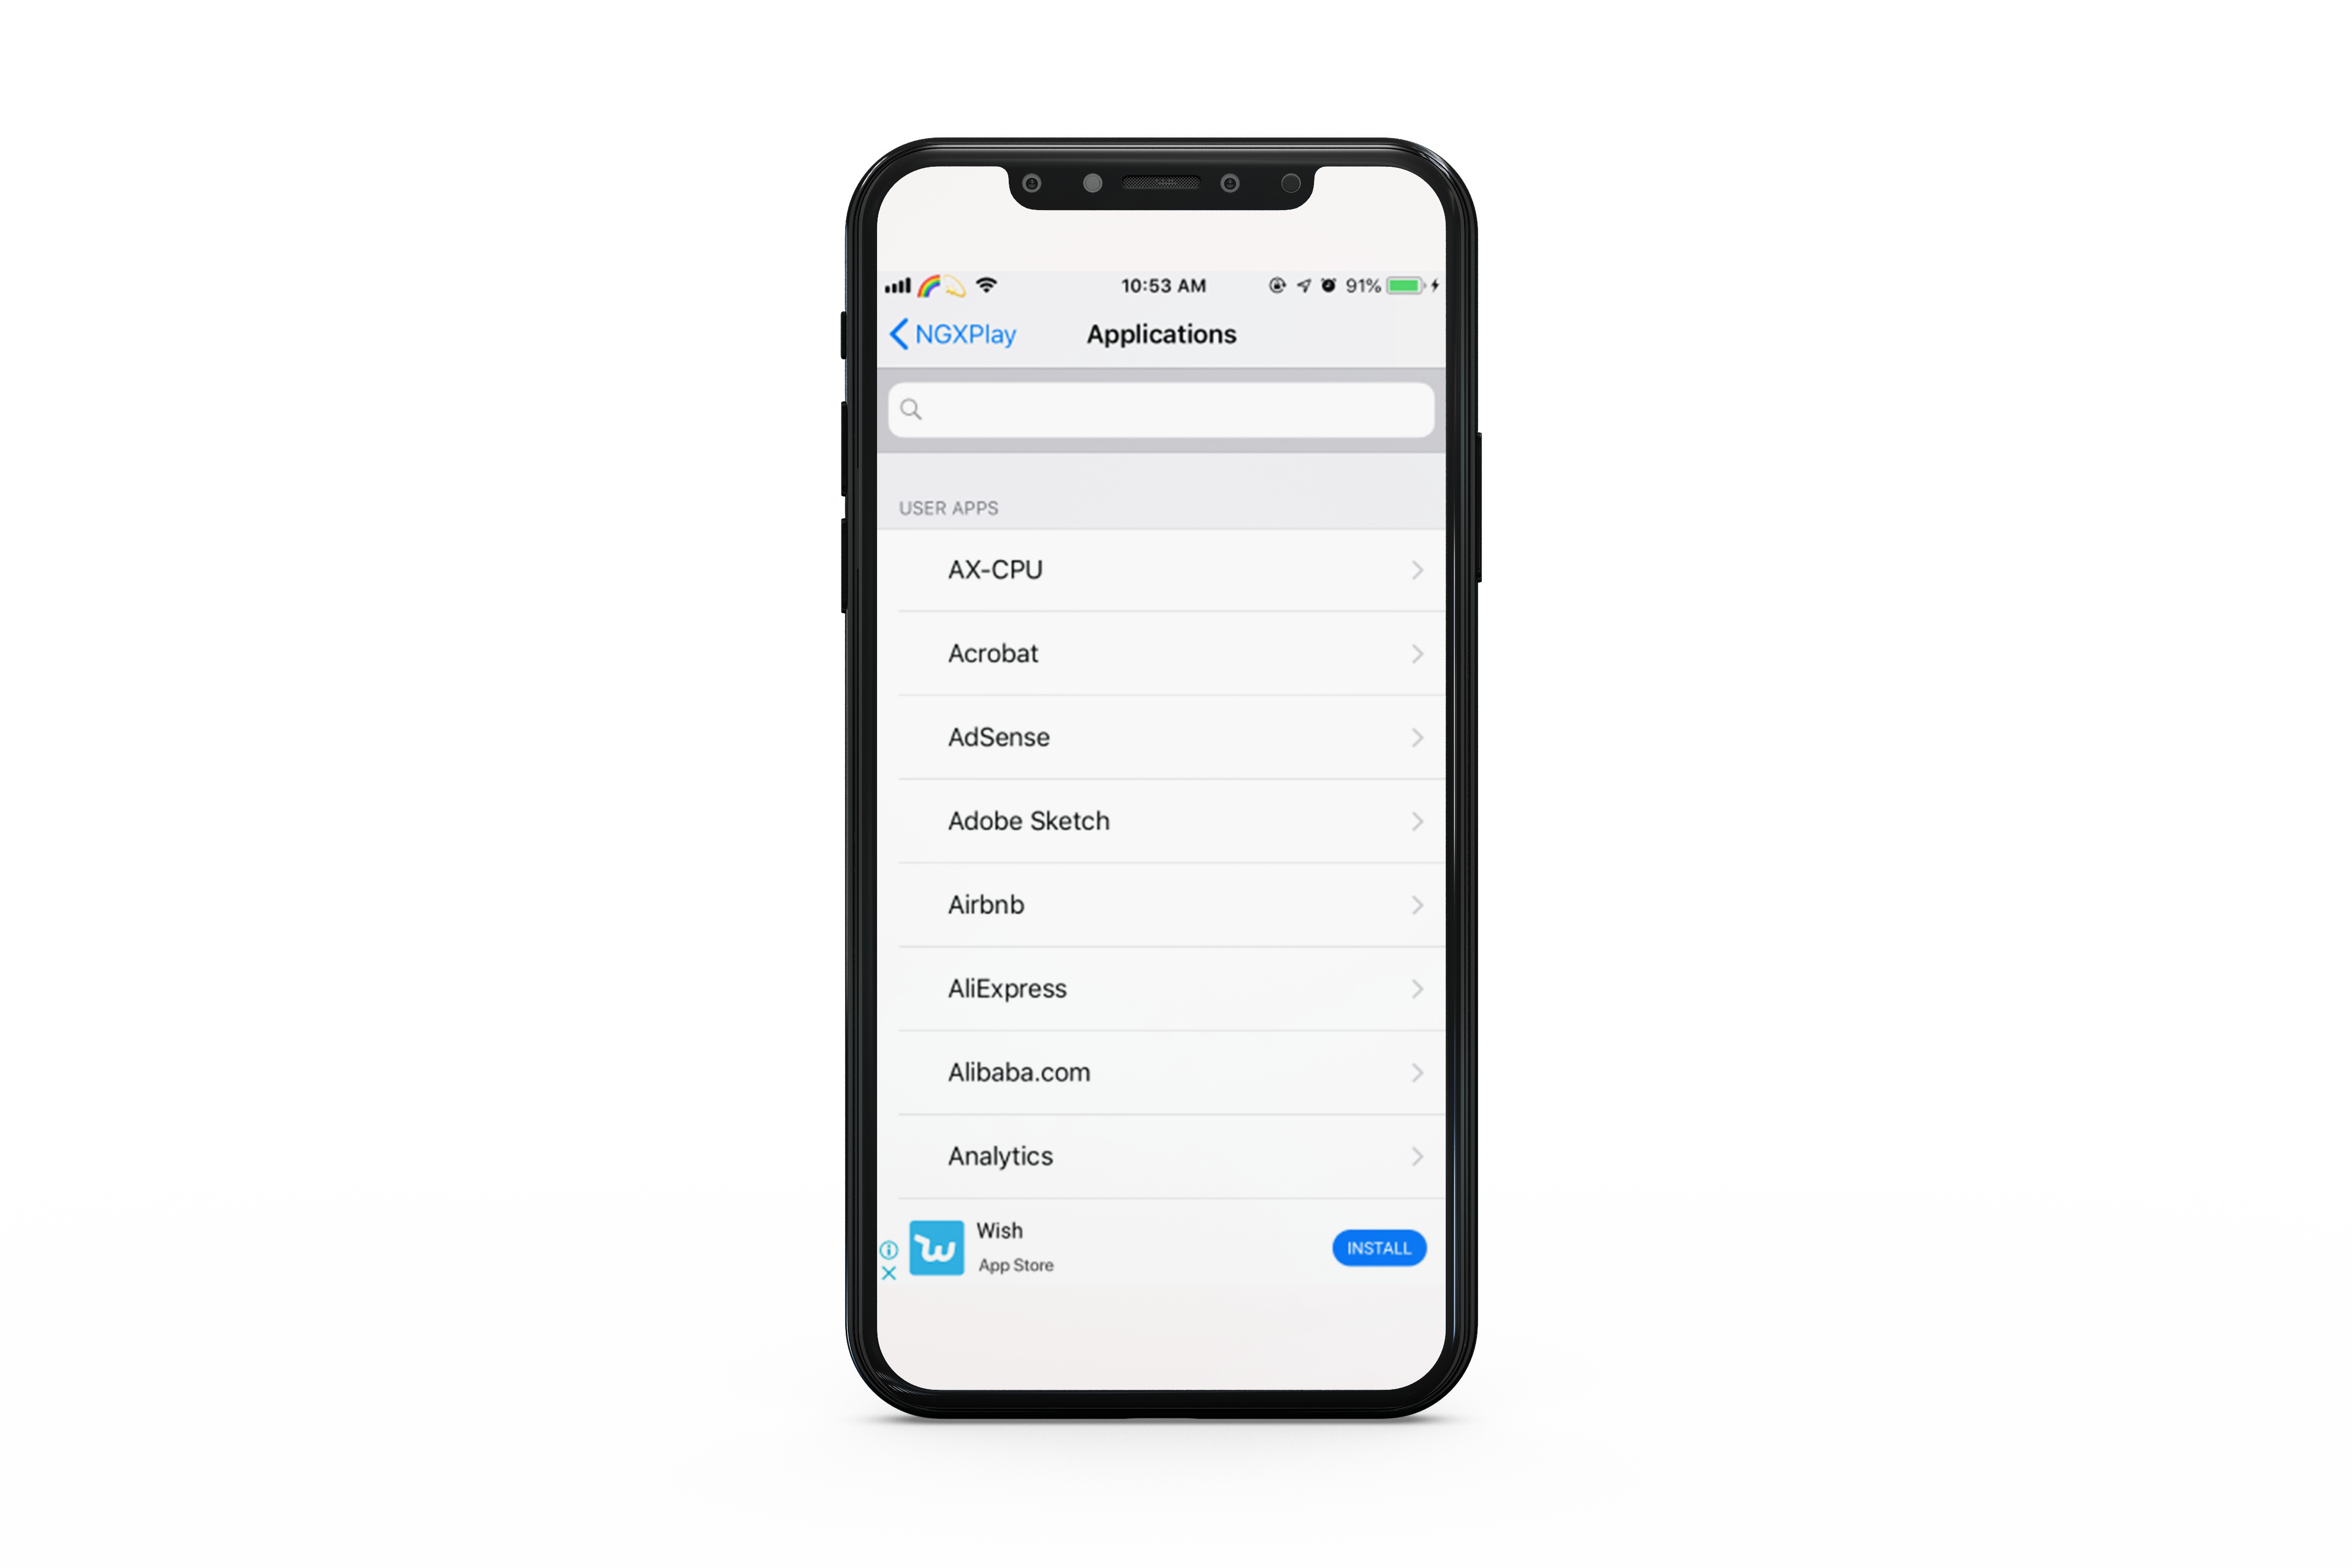 10:53 AM 91%
NGXPlay Applications
USER APPS
AX-CPU
Acrobat
AdSense
Adobe Sketch
Airbnb
AliExpress
Alibaba.com
Analytics
Wish
App Store
INSTALL